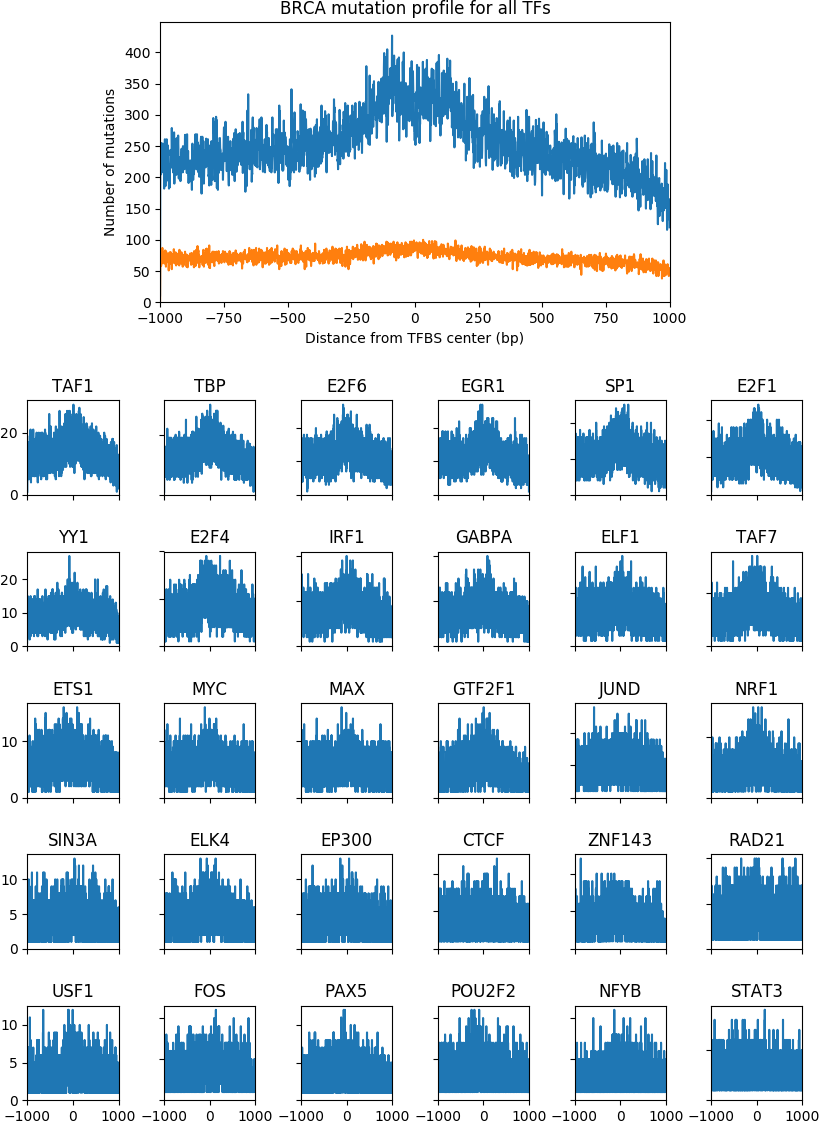 BRCA mutation profile for all TFs
400
350
300
250
200
150
100
50
0
Number of mutations
−1000 −750 −500 −250 0 250 500 750 1000
Distance from TFBS center (bp)
TAF1 TBP E2F6 EGR1 SP1 E2F1
20
0
YY1 E2F4 IRF1 GABPA ELF1 TAF7
20
10
0
ETS1 MYC MAX GTF2F1 JUND NRF1
10
0
SIN3A ELK4 EP300 CTCF ZNF143 RAD21
10
5
0
USF1 FOS PAX5 POU2F2 NFYB STAT3
10
5
0
−1000 0 1000 −1000 0 1000 −1000 0 1000 −1000 0 1000 −1000 0 1000 −1000 0 1000